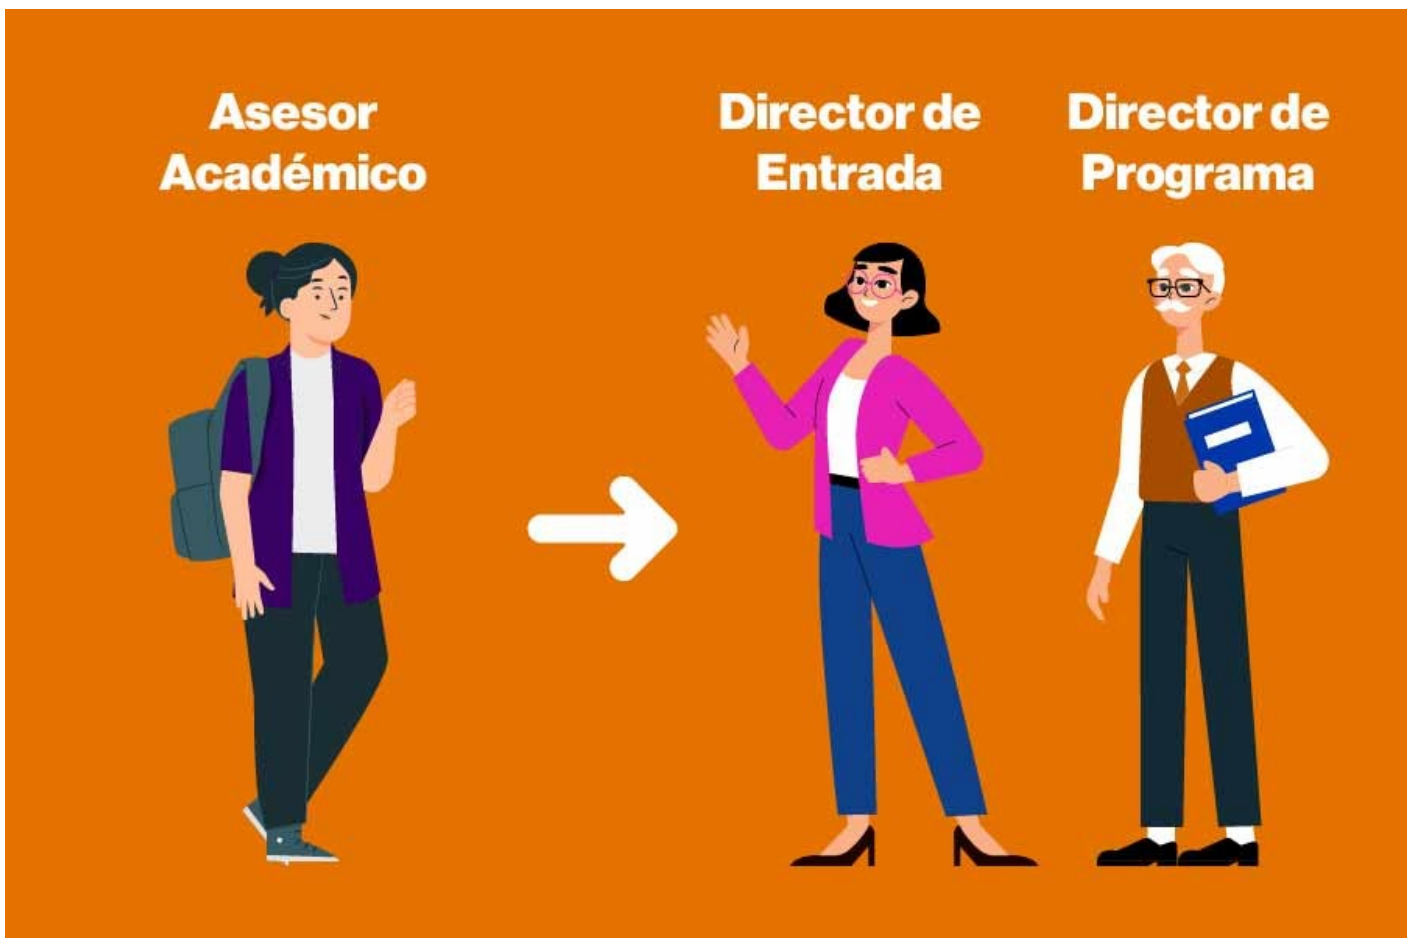 Asesor
Académico
Director de
Entrada
Director de
Programa